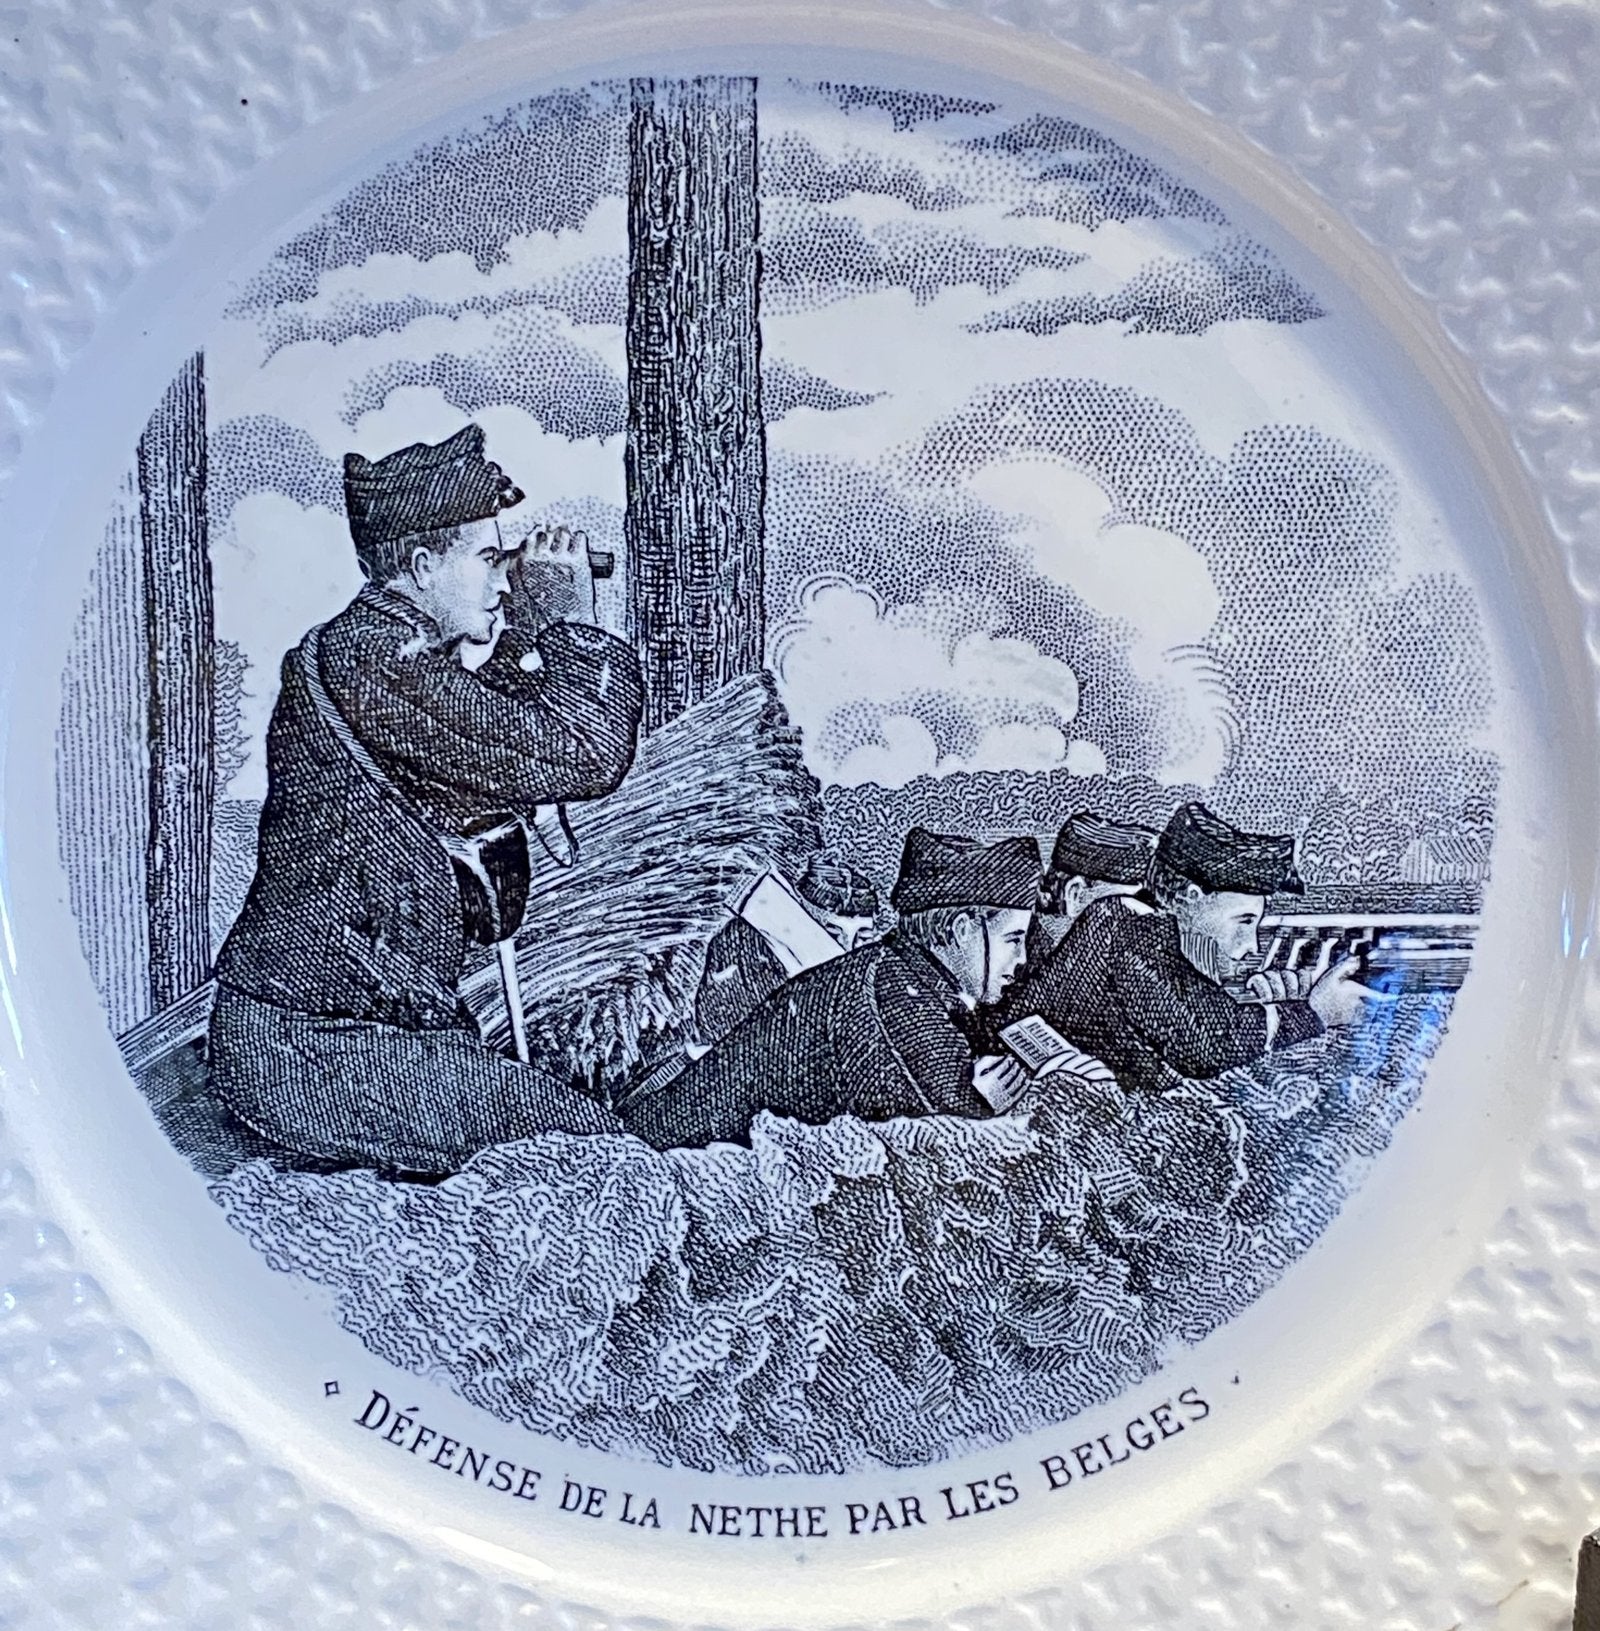 DÉFENSE DE LA NETHE PAR LES BELGES